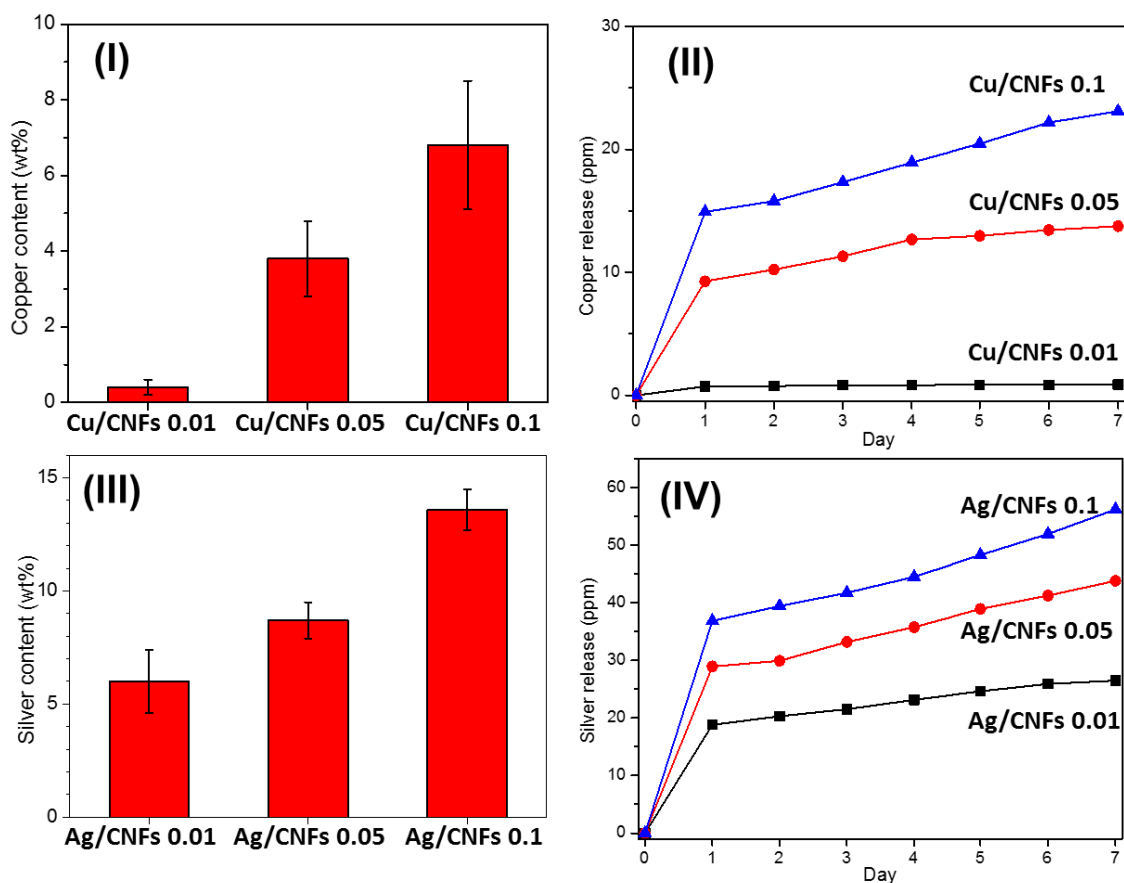 (I)
Copper content (wt%)
10
8
6
4
2
0
Cu/CNFs 0.01 Cu/CNFs 0.05 Cu/CNFs 0.1
(II)
Copper release (ppm)
30
20
10
0
Cu/CNFs 0.1
Cu/CNFs 0.05
Cu/CNFs 0.01
0 1 2 3 4 5 6 7
Day
(III)
Silver content (wt%)
15
10
5
0
Ag/CNFs 0.01 Ag/CNFs 0.05 Ag/CNFs 0.1
(IV)
Silver release (ppm)
60
50
40
30
20
10
0
Ag/CNFs 0.1
Ag/CNFs 0.05
Ag/CNFs 0.01
0 1 2 3 4 5 6 7
Day